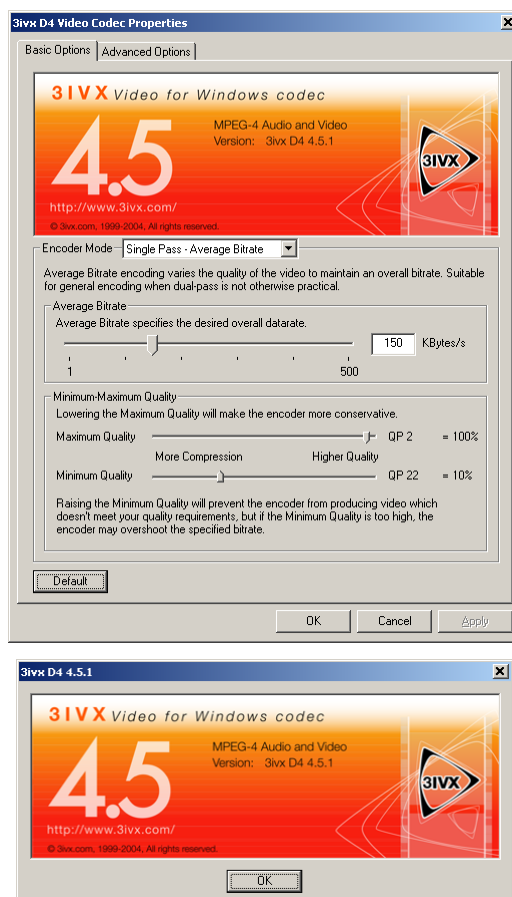 3ivx D4 Video Codec Properties
Basic Options
Advanced Options
3IVX Video for Windows codec
4.5
MPEG-4 Audio and Video
Version: 3ivx D4 4.5.1
3IVX
http://www.3ivx.com/
© 3ivx.com, 1999-2004, All rights reserved.
Encoder Mode Single Pass - Average Bitrate
Average Bitrate encoding varies the quality of the video to maintain an overall bitrate. Suitable
for general encoding when dual-pass is not otherwise practical.
Average Bitrate
Average Bitrate specifies the desired overall datarate.
150 KBytes/s
1 500
Minimum-Maximum Quality
Lowering the Maximum Quality will make the encoder more conservative.
Maximum Quality QP 2 = 100%
More Compression Higher Quality
Minimum Quality QP 22 = 10%
Raising the Minimum Quality will prevent the encoder from producing video which
doesn't meet your quality requirements, but if the Minimum Quality is too high, the
encoder may overshoot the specified bitrate.
Default
OK Cancel Apply
3ivx D4 4.5.1
3IVX Video for Windows codec
4.5
MPEG-4 Audio and Video
Version: 3ivx D4 4.5.1
3IVX
http://www.3ivx.com/
© 3ivx.com, 1999-2004, All rights reserved.
OK